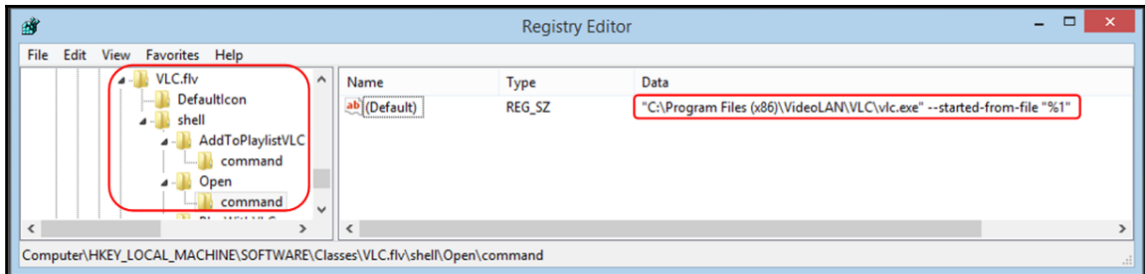 Registry Editor
File Edit View Favorites Help
VLC.flv
DefaultIcon
shell
AddToPlaylistVLC
command
Open
command
Name Type Data
ab (Default) REG_SZ "C:\Program Files (x86)\VideoLAN\VLC\vlc.exe" --started-from-file "%1"
Computer\HKEY_LOCAL_MACHINE\SOFTWARE\Classes\VLC.flv\shell\Open\command